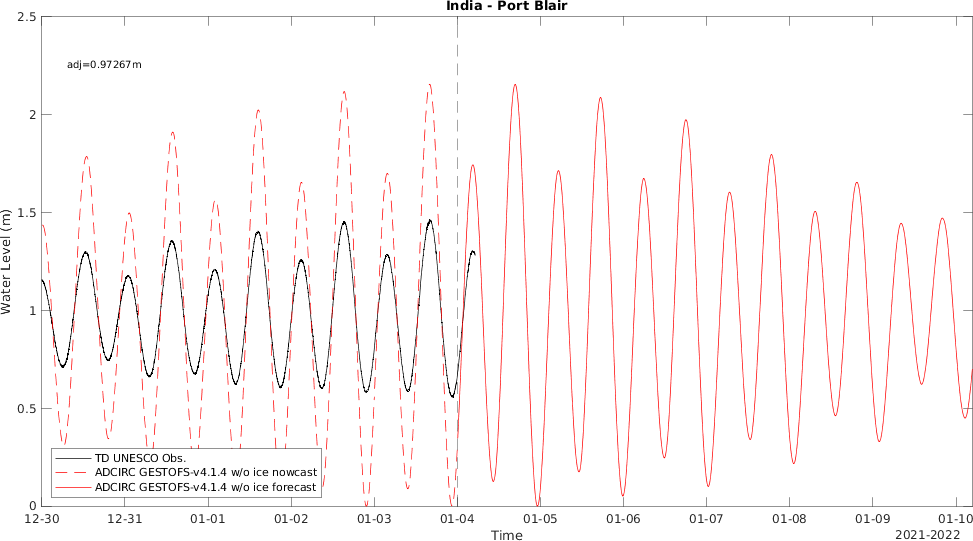 India - Port Blair
2.5
adj=0.97267m
2
1.5
1
0.5
0
Water Level (m)
TD UNESCO Obs.
ADCIRC GESTOFS-v4.1.4 w/o ice nowcast
ADCIRC GESTOFS-v4.1.4 w/o ice forecast
12-30 12-31 01-01 01-02 01-03 01-04 01-05 01-06 01-07 01-08 01-09 01-10
Time
2021-2022